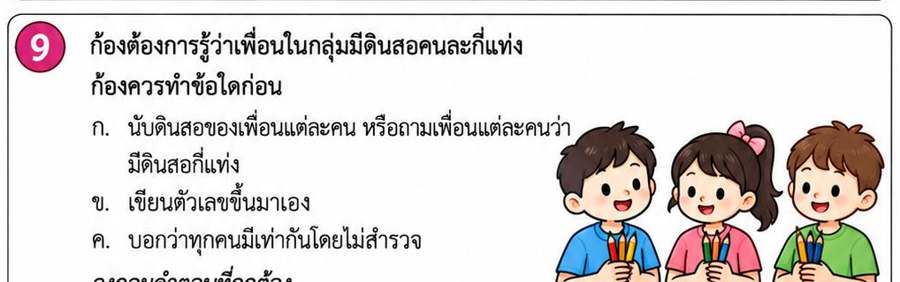 9
ก้องต้องการรู้ว่าเพื่อนในกลุ่มมีดินสอคนละกี่แท่ง
ก้องควรทำข้อใดก่อน
ก. นับดินสอของเพื่อนแต่ละคน หรือถามเพื่อนแต่ละคนว่า
มีดินสอกี่แท่ง
ข. เขียนตัวเลขขึ้นมาเอง
ค. บอกว่าทุกคนมีเท่ากันโดยไม่สำรวจ